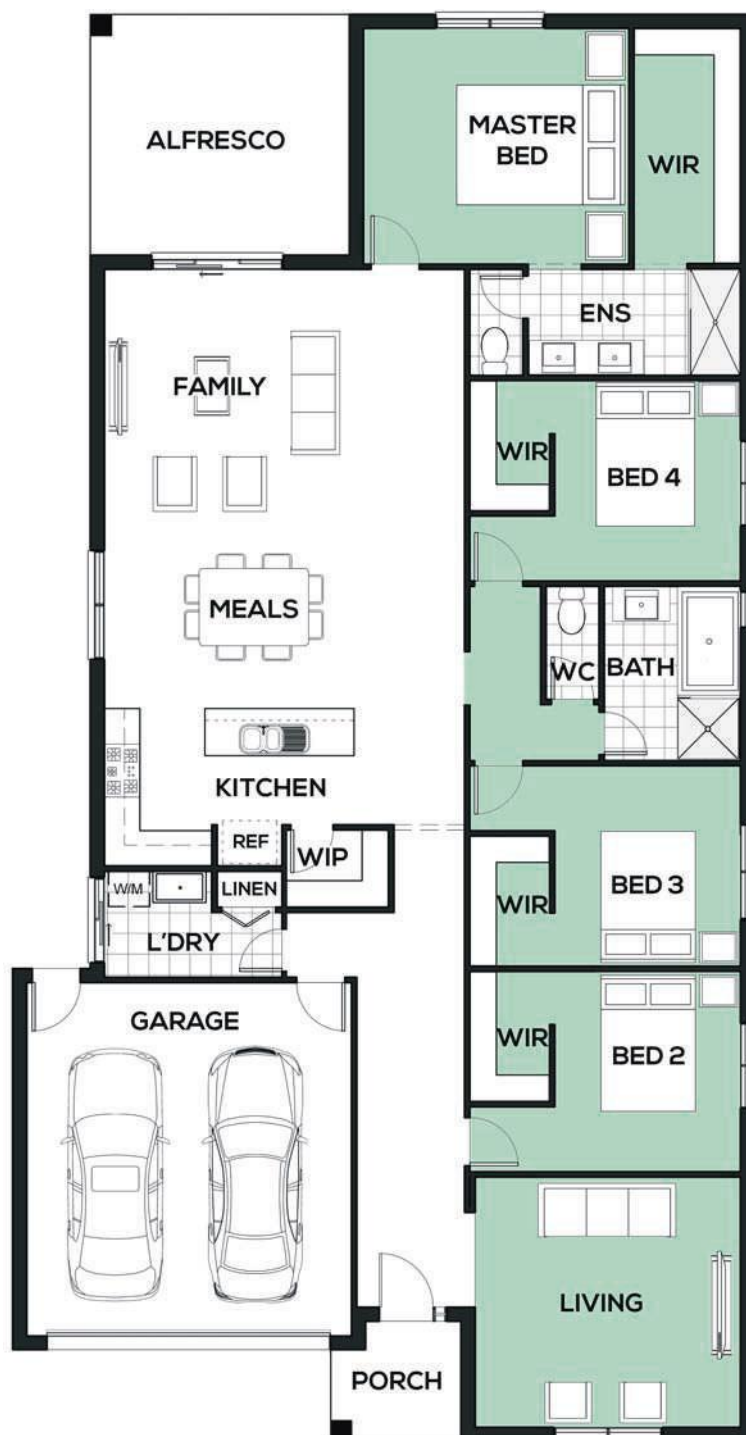 ALFRESCO
MASTER
BED
WIR
ENS
FAMILY
WIR
BED 4
MEALS
WC
BATH
KITCHEN
REF
WIP
W/M
LINEN
WIR
BED 3
L'DRY
GARAGE
WIR
BED 2
LIVING
PORCH